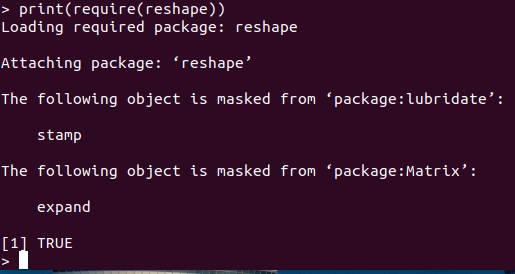 > print(require(reshape))
Loading required package: reshape
Attaching package: ‘reshape’
The following object is masked from ‘package:lubridate’:
stamp
The following object is masked from ‘package:Matrix’:
expand
[1] TRUE
>